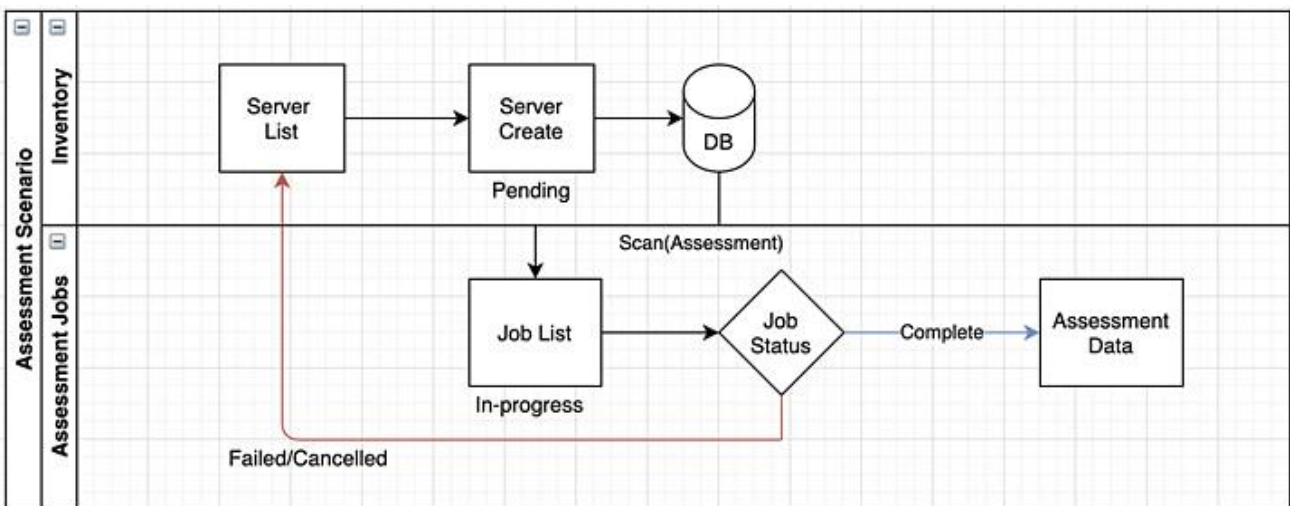 Assessment Scenario
Inventory
Server
List
Server
Create
Pending
DB
Scan(Assessment)
Assessment Jobs
Job List
In-progress
Job
Status
Complete
Assessment
Data
Failed/Cancelled